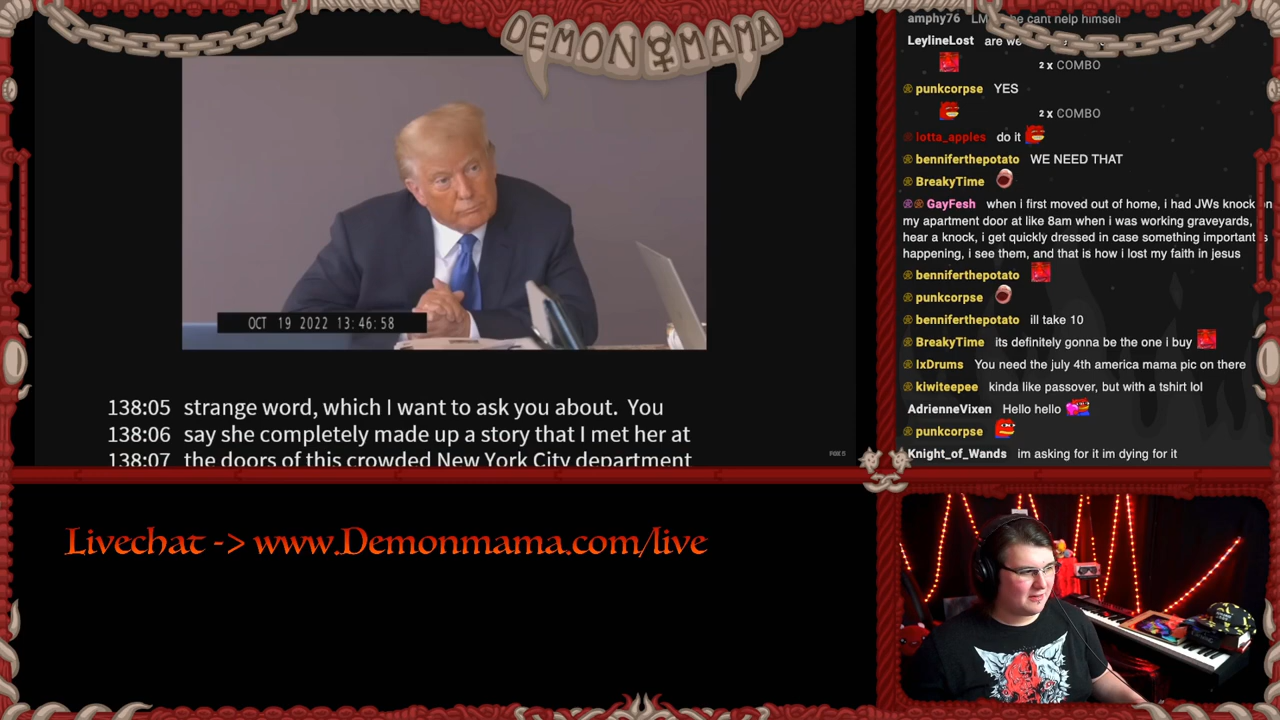 DEMON MAMA
OCT 19 2022 13:46:58
138:05 strange word, which I want to ask you about. You
138:06 say she completely made up a story that I met her at
138:07 the doors of this crowded New York City department
FOX 5
Livechat -> www.Demonmama.com/live
amphy76 he cant help himself
LeylineLost are we
2 x COMBO
punkcorpse YES
2 x COMBO
lotta_apples do it
benniferthepotato WE NEED THAT
BreakyTime
GayFesh when i first moved out of home, i had JWs knock on
my apartment door at like 8am when i was working graveyards,
hear a knock, i get quickly dressed in case something important is
happening, i see them, and that is how i lost my faith in jesus
benniferthepotato
punkcorpse
benniferthepotato ill take 10
BreakyTime its definitely gonna be the one i buy
IxDrums You need the july 4th america mama pic on there
kiwiteepee kinda like passover, but with a tshirt lol
AdrienneVixen Hello hello
punkcorpse
Knight_of_Wands im asking for it im dying for it